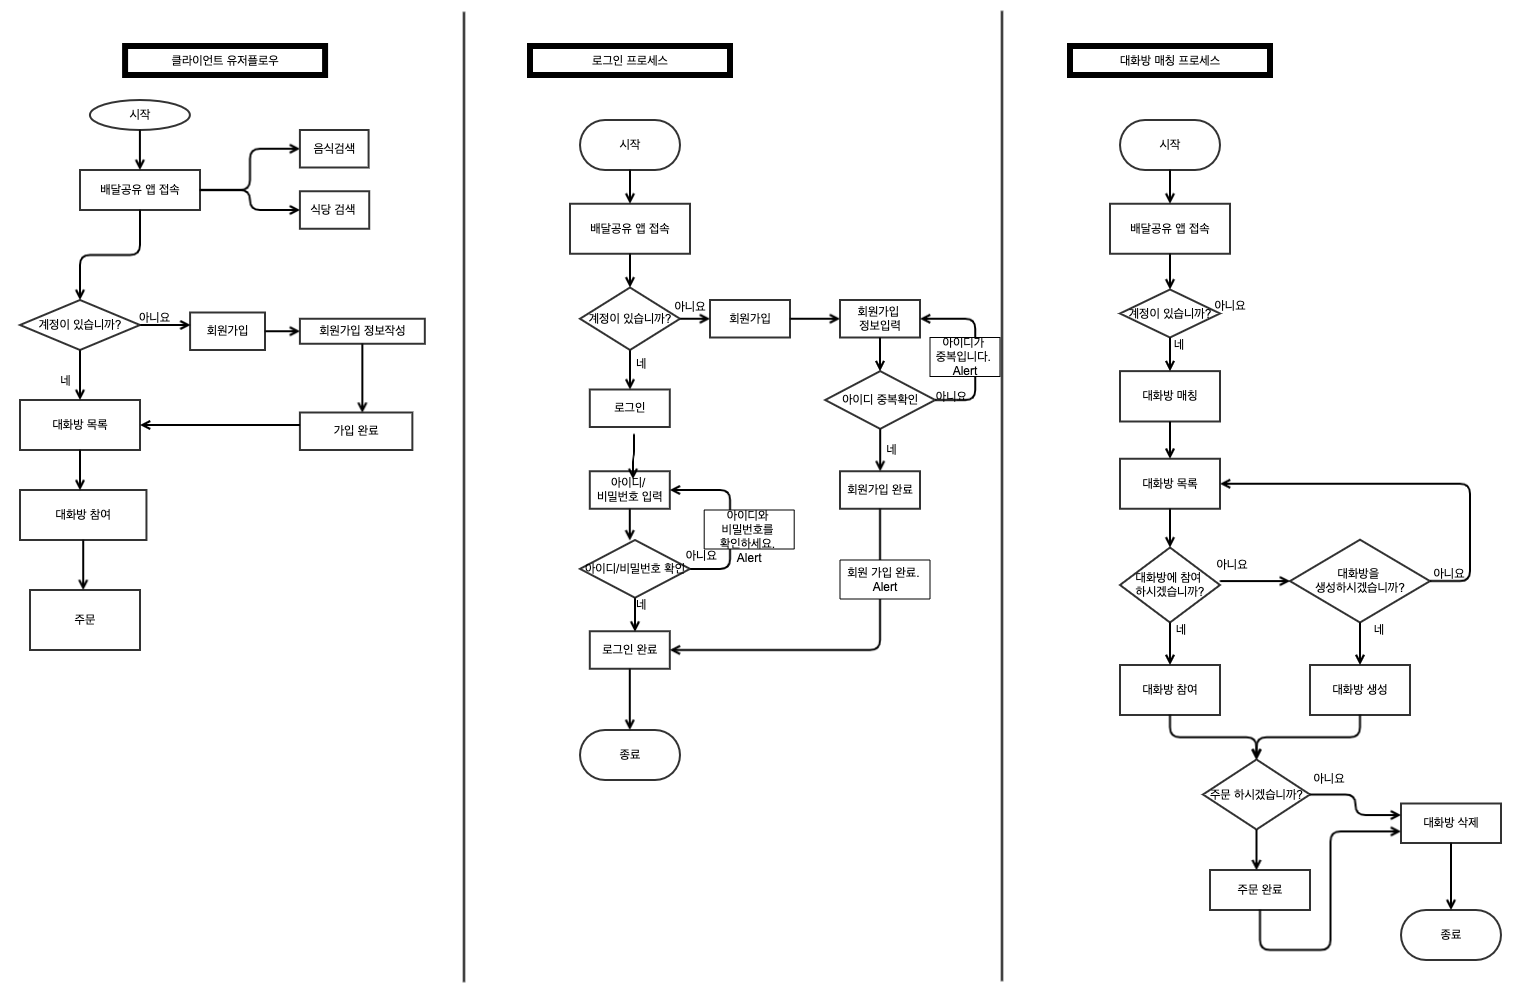 클라이언트 유저플로우
시작
배달공유 앱 접속
음식검색
식당 검색
계정이 있습니까?
아니요
회원가입
회원가입 정보작성
네
대화방 목록
가입 완료
대화방 참여
주문
로그인 프로세스
시작
배달공유 앱 접속
계정이 있습니까?
아니요
회원가입
회원가입
정보입력
아이디가
중복입니다.
Alert
네
로그인
아이디 중복확인
아니요
네
아이디/
비밀번호 입력
회원가입 완료
아이디와
비밀번호를
확인하세요.
Alert
아이디/비밀번호 확인
아니요
회원 가입 완료.
Alert
네
로그인 완료
종료
대화방 매칭 프로세스
시작
배달공유 앱 접속
계정이 있습니까?
아니요
네
대화방 매칭
대화방 목록
대화방에 참여
하시겠습니까?
아니요
대화방을
생성하시겠습니까?
아니요
네
네
대화방 참여
대화방 생성
주문 하시겠습니까?
아니요
대화방 삭제
주문 완료
종료